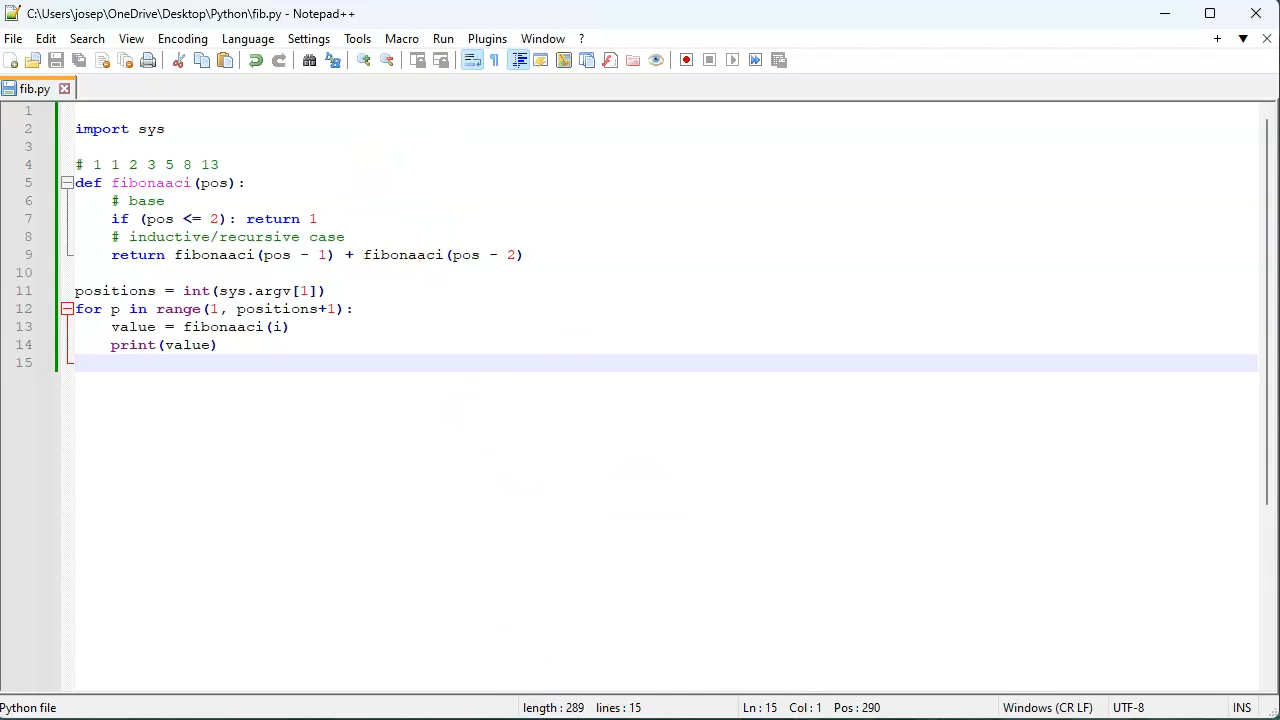 C:\Users\josep\OneDrive\Desktop\Python\fib.py - Notepad++
File Edit Search View Encoding Language Settings Tools Macro Run Plugins Window ?
fib.py
1
2 import sys
3
4 # 1 1 2 3 5 8 13
5 def fibonaaci(pos):
6 # base
7 if (pos <= 2): return 1
8 # inductive/recursive case
9 return fibonaaci(pos - 1) + fibonaaci(pos - 2)
10
11 positions = int(sys.argv[1])
12 for p in range(1, positions+1):
13 value = fibonaaci(i)
14 print(value)
15
Python file length : 289 lines : 15 Ln : 15 Col : 1 Pos : 290 Windows (CR LF) UTF-8 INS